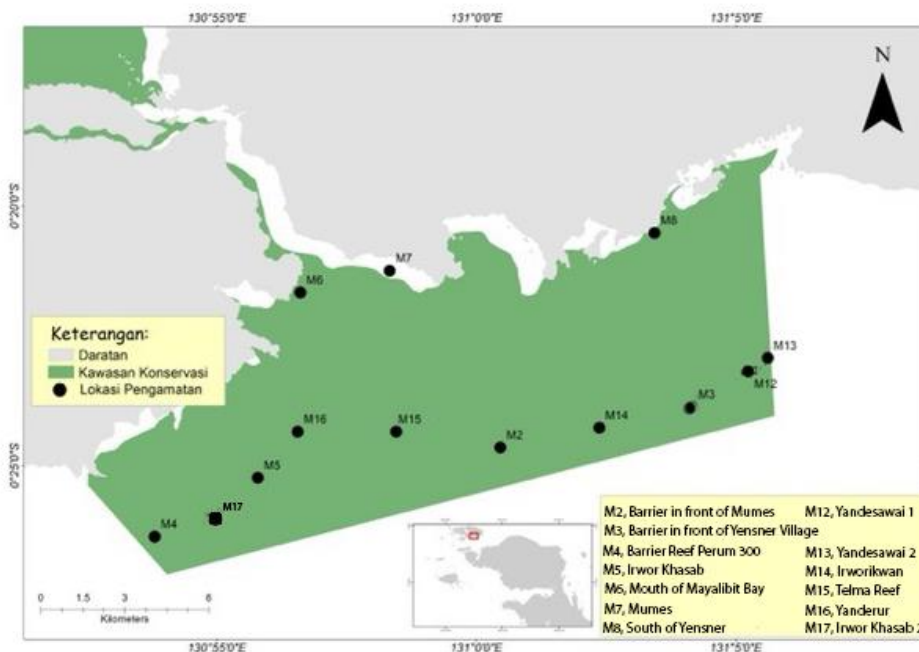 130°55'0"E 131°0'0"E 131°5'0"E
N
0°20'0"S
M8
M7
M6
Keterangan:
Daratan
Kawasan Konservasi
Lokasi Pengamatan
M13
M12
M3
M16
M15
M14
M2
0°25'0"S
M5
M17
M4
M2, Barrier in front of Mumes M12, Yandesawai 1
M3, Barrier in front of Yensner Village
M4, Barrier Reef Perum 300 M13, Yandesawai 2
M5, Irwor Khasab M14, Irworikwan
M6, Mouth of Mayalibit Bay M15, Telma Reef
M7, Mumes M16, Yanderur
M8, South of Yensner M17, Irwor Khasab 2
0 1.5 3 6
Kilometers
130°55'0"E 131°0'0"E 131°5'0"E